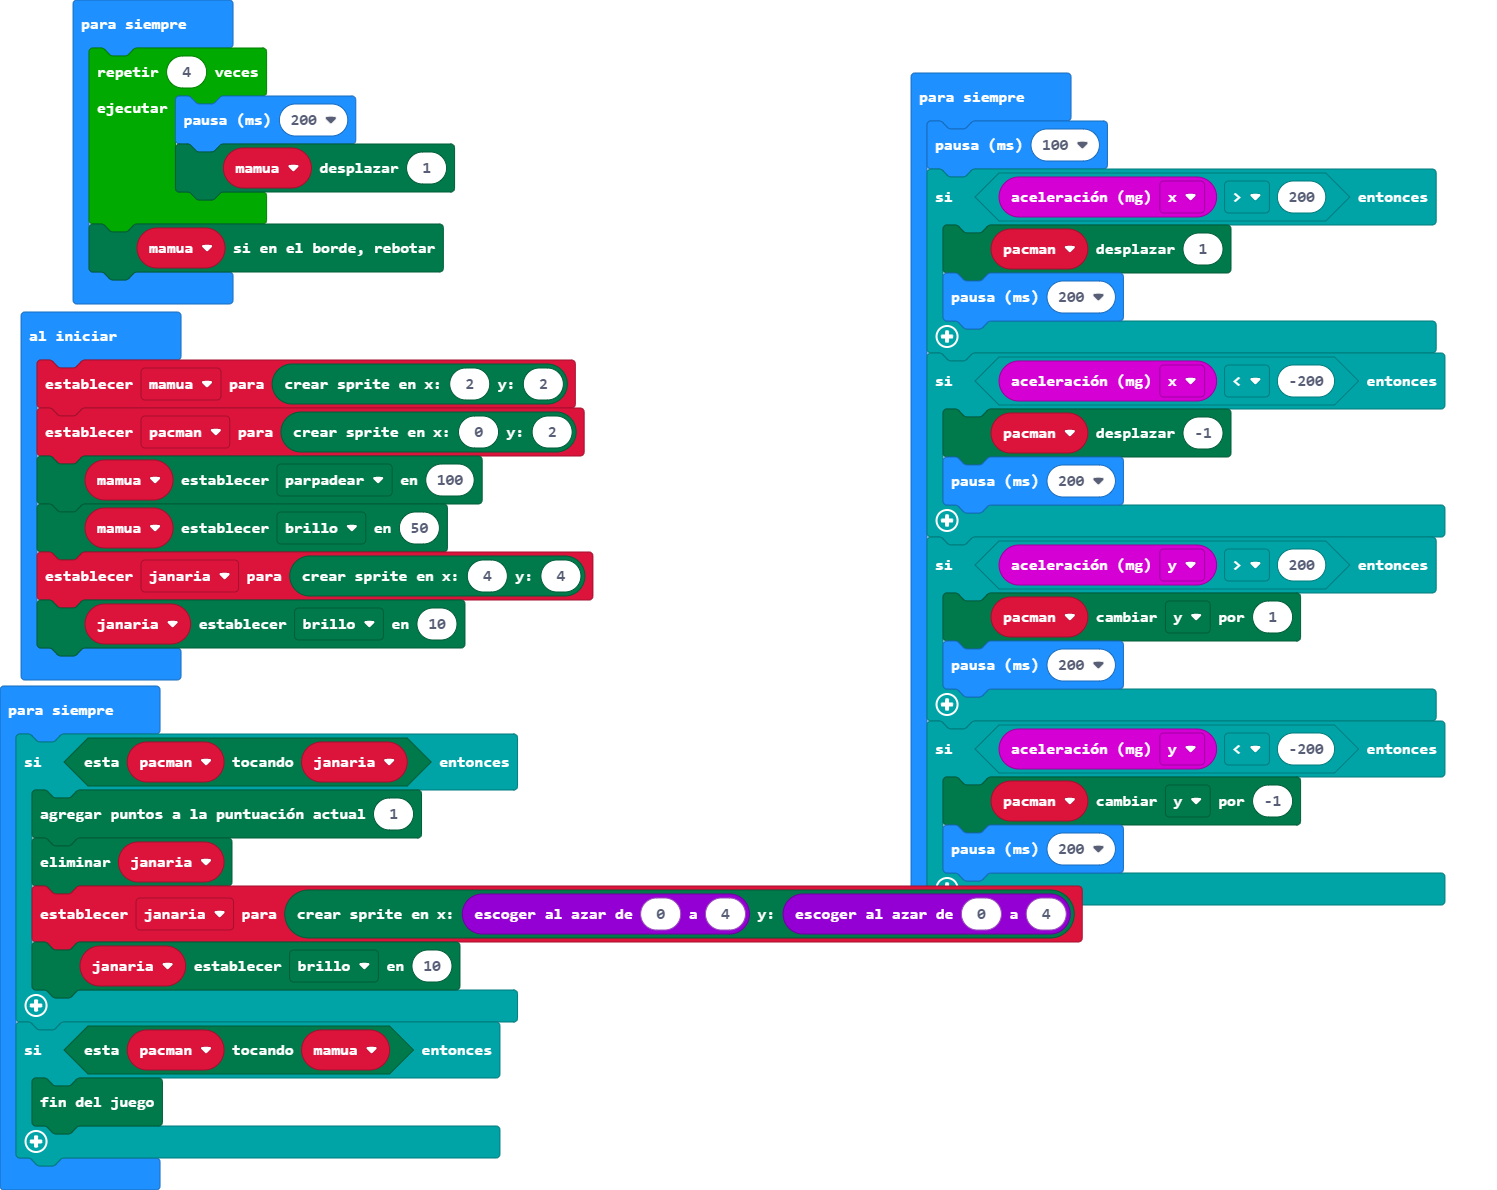 para siempre
repetir 4 veces
ejecutar
pausa (ms) 200
mamua desplazar 1
mamua si en el borde, rebotar
al iniciar
establecer mamua para crear sprite en x: 2 y: 2
establecer pacman para crear sprite en x: 0 y: 2
mamua establecer parpadear en 100
mamua establecer brillo en 50
establecer janaria para crear sprite en x: 4 y: 4
janaria establecer brillo en 10
para siempre
si esta pacman tocando janaria entonces
agregar puntos a la puntuación actual 1
eliminar janaria
establecer janaria para crear sprite en x: escoger al azar de 0 a 4 y: escoger al azar de 0 a 4
janaria establecer brillo en 10
si esta pacman tocando mamua entonces
fin del juego
para siempre
pausa (ms) 100
si aceleración (mg) x > 200 entonces
pacman desplazar 1
pausa (ms) 200
si aceleración (mg) x < -200 entonces
pacman desplazar -1
pausa (ms) 200
si aceleración (mg) y > 200 entonces
pacman cambiar y por 1
pausa (ms) 200
si aceleración (mg) y < -200 entonces
pacman cambiar y por -1
pausa (ms) 200